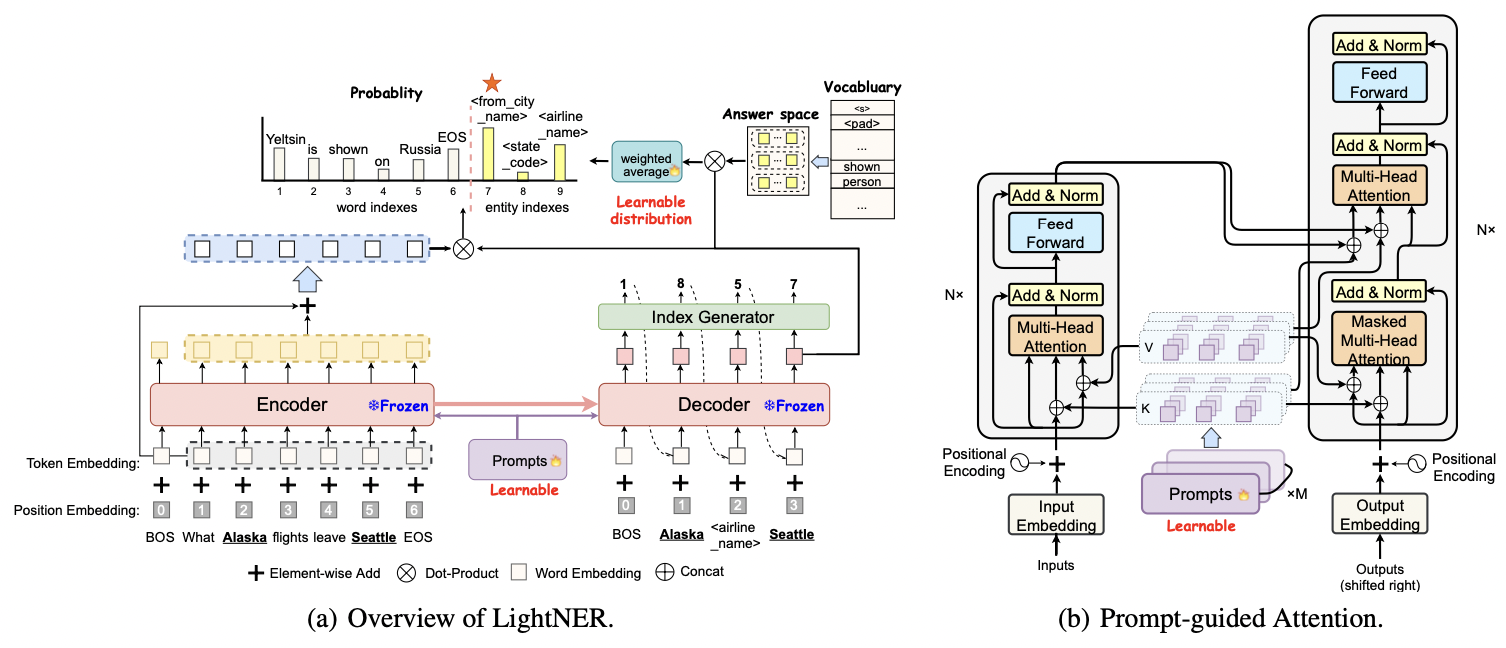 Probablity
Yeltsin
is
shown
on
Russia
EOS
<from_city
_name>
<state
_code>
<airline
_name>
1 2 3 4 5 6 7 8 9
word indexes
entity indexes
weighted
average
Learnable
distribution
Answer space
Vocabluary
<s>
<pad>
...
shown
person
...
1 8 5 7
Index Generator
Encoder
Frozen
Decoder
Frozen
Prompts
Learnable
Token Embedding:
Position Embedding:
0 1 2 3 4 5 6
BOS What Alaska flights leave Seattle EOS
0 1 2 3
BOS Alaska <airline
_name> Seattle
Element-wise Add
Dot-Product
Word Embedding
Concat
(a) Overview of LightNER.
Add & Norm
Feed
Forward
Add & Norm
Multi-Head
Attention
N×
Positional
Encoding
Input
Embedding
Inputs
V
K
Prompts
×M
Learnable
Add & Norm
Feed
Forward
Add & Norm
Multi-Head
Attention
N×
Add & Norm
Masked
Multi-Head
Attention
Positional
Encoding
Output
Embedding
Outputs
(shifted right)
(b) Prompt-guided Attention.